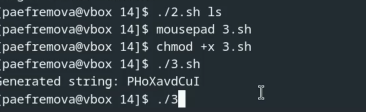 [paefremova@vbox 14]$ ./2.sh ls
[paefremova@vbox 14]$ mousepad 3.sh
[paefremova@vbox 14]$ chmod +x 3.sh
[paefremova@vbox 14]$ ./3.sh
Generated string: PHoXavdCuI
[paefremova@vbox 14]$ ./3